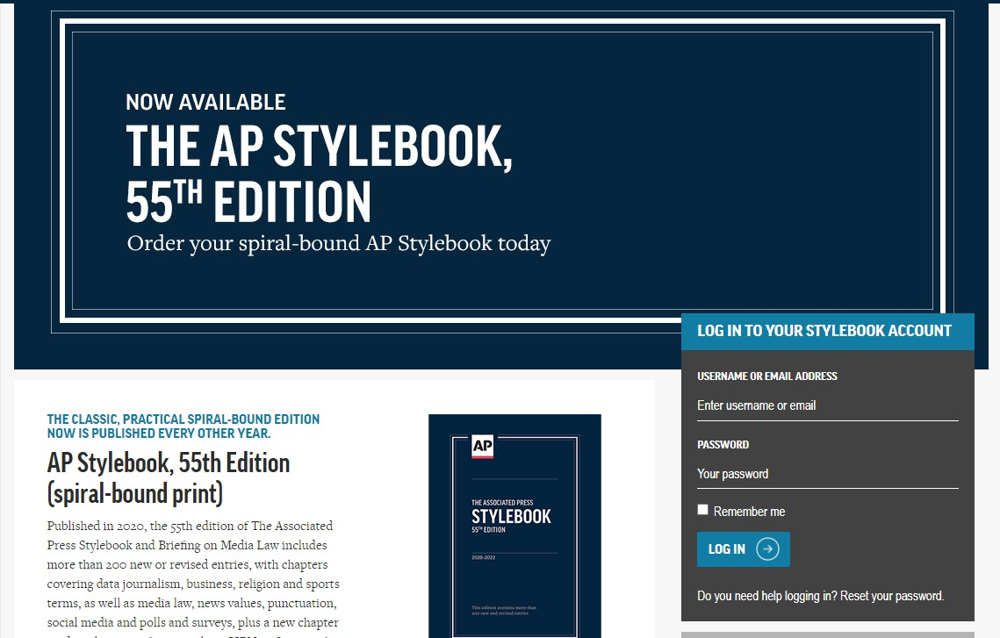 NOW AVAILABLE
THE AP STYLEBOOK,
55TH EDITION
Order your spiral-bound AP Stylebook today
LOG IN TO YOUR STYLEBOOK ACCOUNT
USERNAME OR EMAIL ADDRESS
Enter username or email
PASSWORD
Your password
Remember me
LOG IN
Do you need help logging in? Reset your password.
THE CLASSIC, PRACTICAL SPIRAL-BOUND EDITION
NOW IS PUBLISHED EVERY OTHER YEAR.
AP Stylebook, 55th Edition
(spiral-bound print)
Published in 2020, the 55th edition of The Associated
Press Stylebook and Briefing on Media Law includes
more than 200 new or revised entries, with chapters
covering data journalism, business, religion and sports
terms, as well as media law, news values, punctuation,
social media and polls and surveys, plus a new chapter
AP
THE ASSOCIATED PRESS
STYLEBOOK
55TH EDITION
2020-2022
This edition contains more than
200 new and revised entries